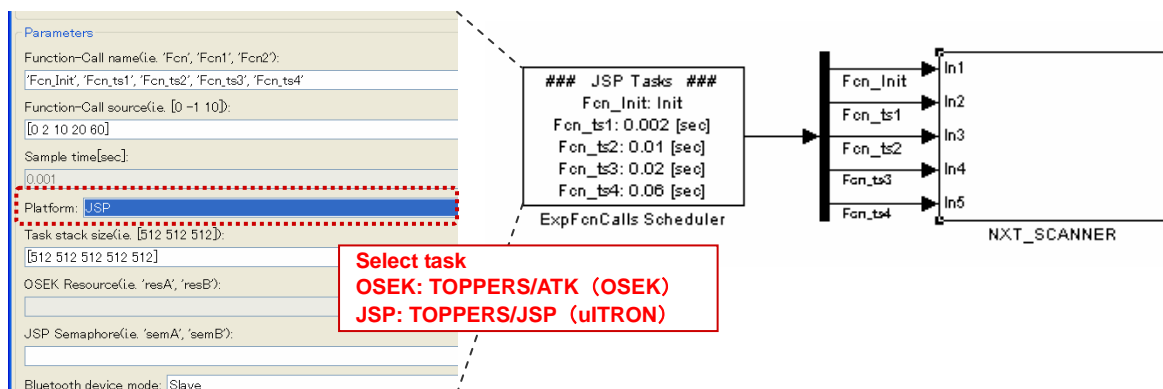 Parameters
Function-Call name(i.e. 'Fcn', 'Fcn1', 'Fcn2'):
'Fcn_Init', 'Fcn_ts1', 'Fcn_ts2', 'Fcn_ts3', 'Fcn_ts4'
Function-Call source(i.e. [0 -1 10]):
[0 2 10 20 60]
Sample time[sec]:
0.001
Platform: JSP
Task stack size(i.e. [512 512 512]):
[512 512 512 512 512]
OSEK Resource(i.e. 'resA', 'resB'):
JSP Semaphore(i.e. 'semA', 'semB'):
Bluetooth device mode: Slave
Select task
OSEK: TOPPERS/ATK（OSEK）
JSP: TOPPERS/JSP（uITRON）
### JSP Tasks ###
Fcn_Init: Init
Fcn_ts1: 0.002 [sec]
Fcn_ts2: 0.01 [sec]
Fcn_ts3: 0.02 [sec]
Fcn_ts4: 0.06 [sec]
ExpFcnCalls Scheduler
Fcn_Init
Fcn_ts1
Fcn_ts2
Fcn_ts3
Fcn_ts4
In1
In2
In3
In4
In5
NXT_SCANNER